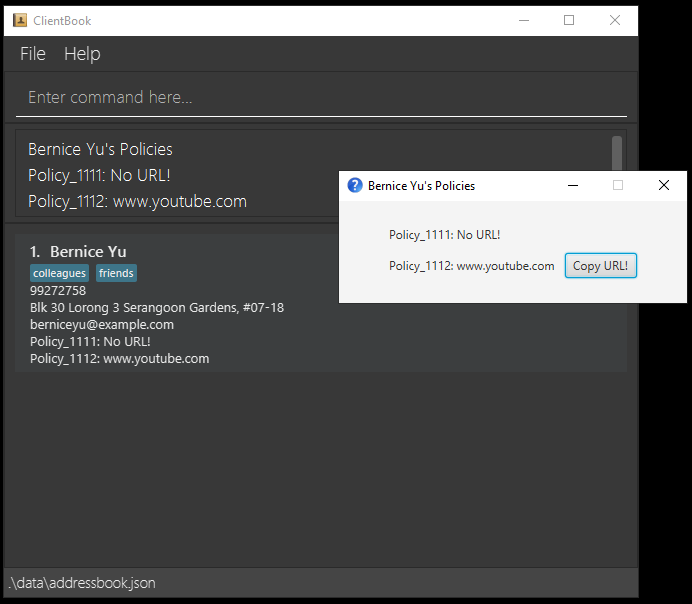 ClientBook
File Help
Enter command here...
Bernice Yu's Policies
Policy_1111: No URL!
Policy_1112: www.youtube.com
Bernice Yu's Policies
Policy_1111: No URL!
Policy_1112: www.youtube.com Copy URL!
1. Bernice Yu
colleagues friends
99272758
Blk 30 Lorong 3 Serangoon Gardens, #07-18
berniceyu@example.com
Policy_1111: No URL!
Policy_1112: www.youtube.com
.\data\addressbook.json